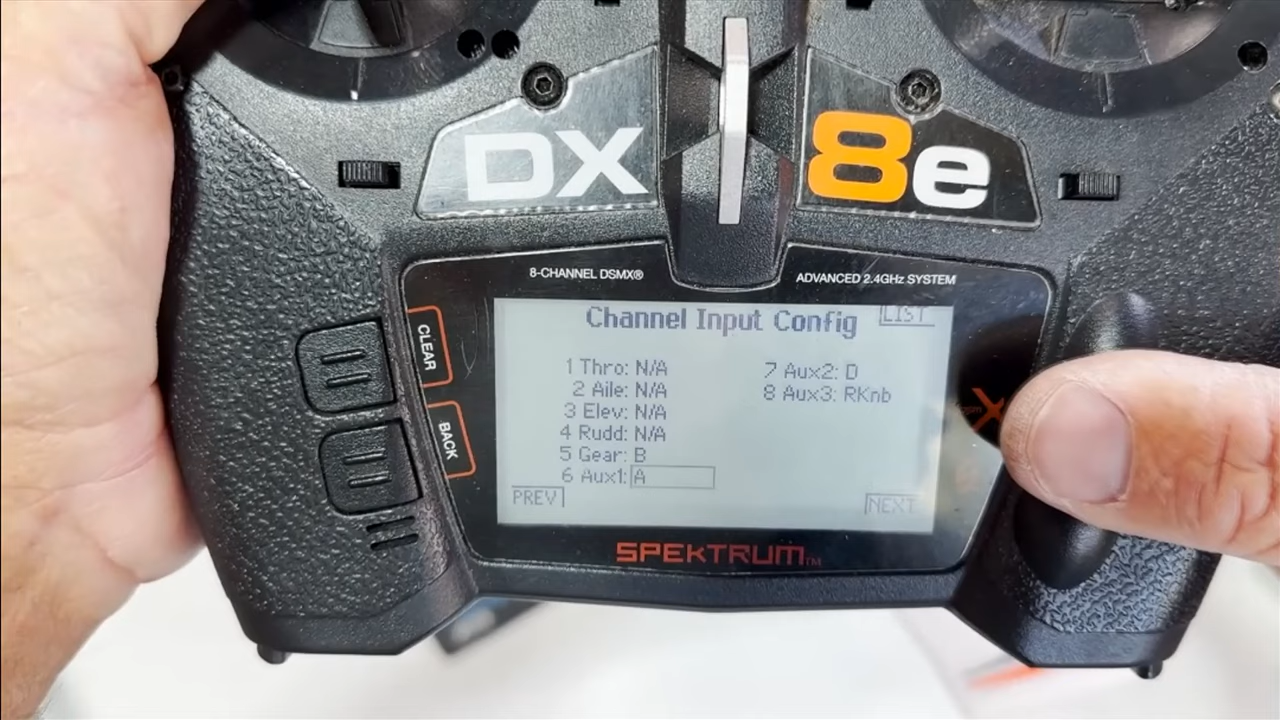 DX 8e
8-CHANNEL DSMX®
ADVANCED 2.4GHz SYSTEM
CLEAR
BACK
Channel Input Config
LIST
1 Thro: N/A
2 Aile: N/A
3 Elev: N/A
4 Rudd: N/A
5 Gear: B
6 Aux1: A
7 Aux2: D
8 Aux3: RKnb
PREV
NEXT
SPEKTRUM™